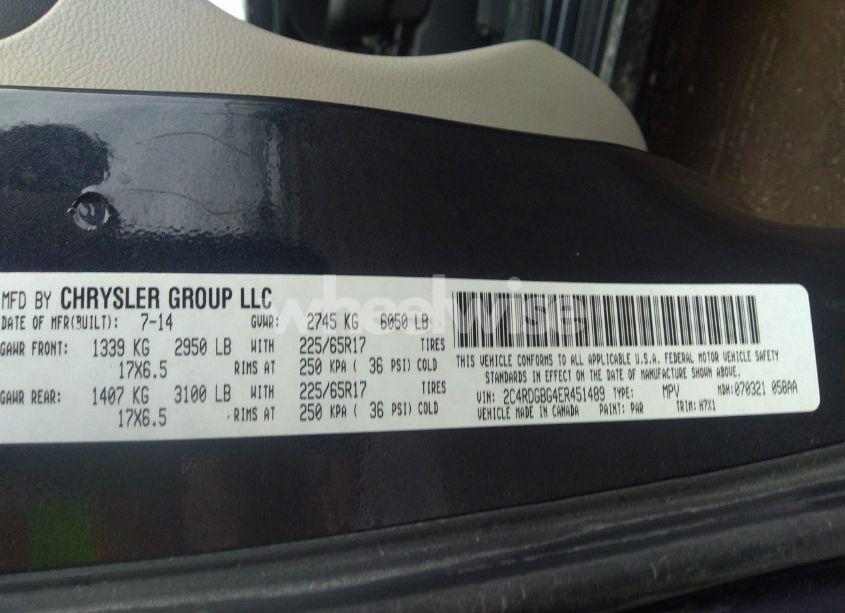 MFD BY CHRYSLER GROUP LLC
DATE OF MFR(BUILT): 7-14 GVWR: 2745 KG 6050 LB
GAWR FRONT: 1339 KG 2950 LB WITH 225/65R17 TIRES
17X6.5 RIMS AT 250 KPA ( 36 PSI) COLD
GAWR REAR: 1407 KG 3100 LB WITH 225/65R17 TIRES
17X6.5 RIMS AT 250 KPA ( 36 PSI) COLD
THIS VEHICLE CONFORMS TO ALL APPLICABLE U.S.A. FEDERAL MOTOR VEHICLE SAFETY
STANDARDS IN EFFECT ON THE DATE OF MANUFACTURE SHOWN ABOVE.
VIN: 2C4RDGBG4ER451489 TYPE: MPV MDH: 070321 058AA
VEHICLE MADE IN CANADA PAINT: PAR TRIM: H7X1
wheelwise